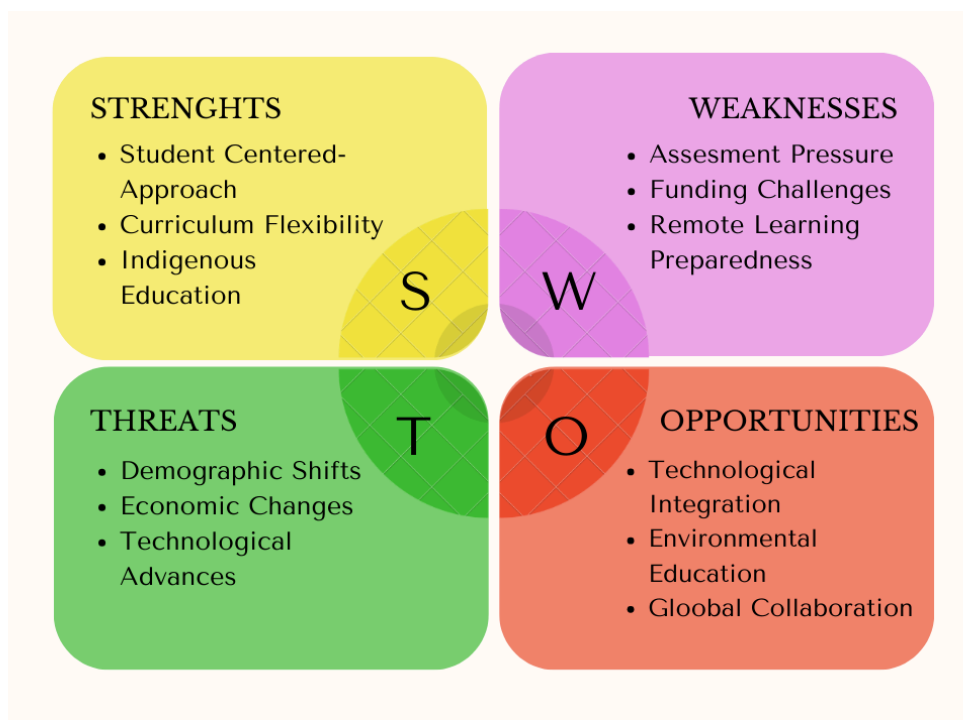 STRENGHTS
• Student Centered-
Approach
• Curriculum Flexibility
• Indigenous
Education
S
WEAKNESSES
• Assesment Pressure
• Funding Challenges
• Remote Learning
Preparedness
W
THREATS
• Demographic Shifts
• Economic Changes
• Technological
Advances
T
OPPORTUNITIES
• Technological
Integration
• Environmental
Education
• Gloobal Collaboration
O